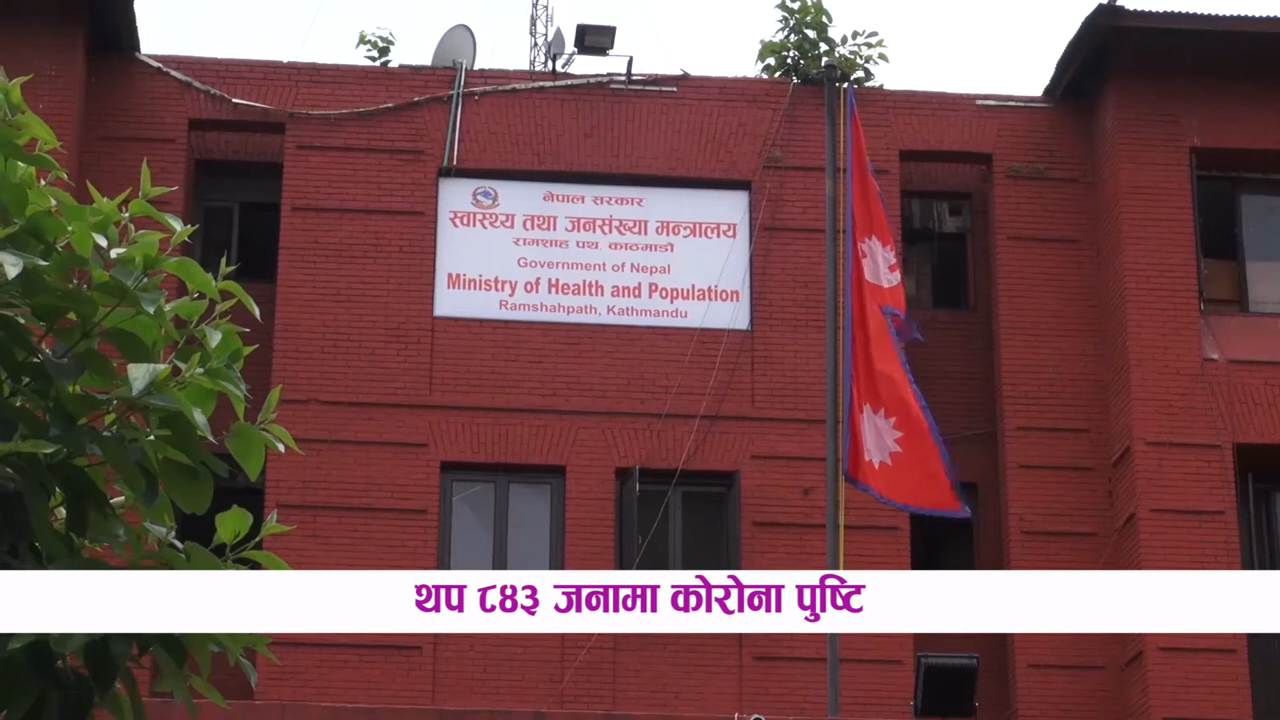 नेपाल सरकार
स्वास्थ्य तथा जनसंख्या मन्त्रालय
रामशाह पथ, काठमाडौं
Government of Nepal
Ministry of Health and Population
Ramshahpath, Kathmandu
थप ८४३ जनामा कोरोना पुष्टि